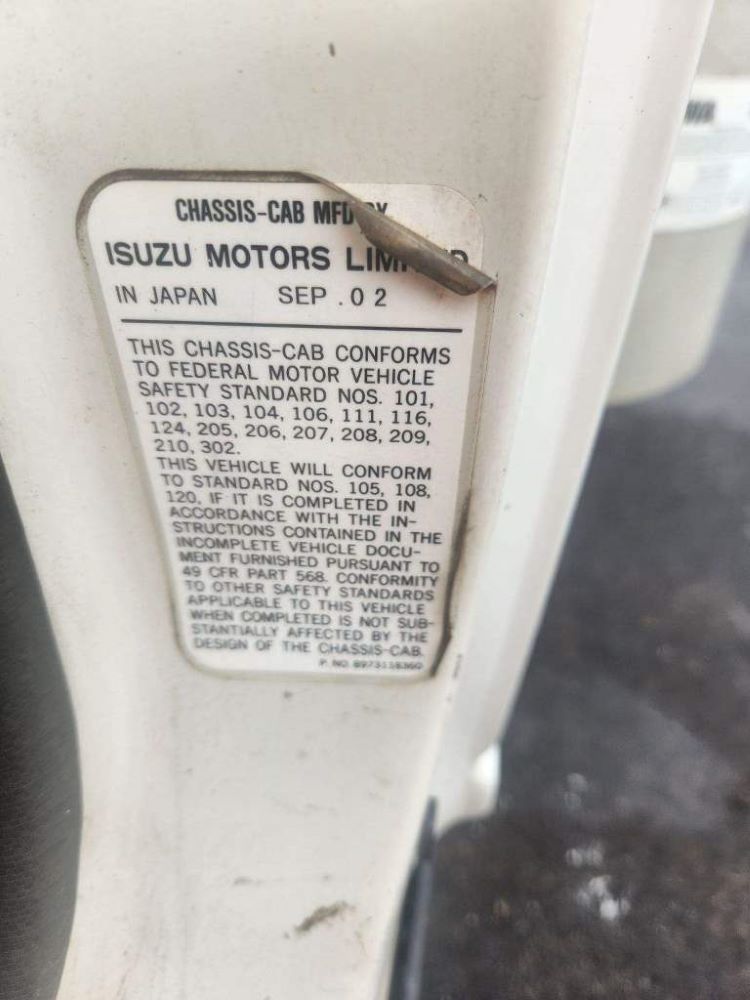 CHASSIS-CAB MFD BY
ISUZU MOTORS LIMITED
IN JAPAN SEP .02
THIS CHASSIS-CAB CONFORMS
TO FEDERAL MOTOR VEHICLE
SAFETY STANDARD NOS. 101,
102, 103, 104, 106, 111, 116,
124, 205, 206, 207, 208, 209,
210, 302.
THIS VEHICLE WILL CONFORM
TO STANDARD NOS. 105, 108,
120, IF IT IS COMPLETED IN
ACCORDANCE WITH THE IN-
STRUCTIONS CONTAINED IN THE
INCOMPLETE VEHICLE DOCU-
MENT FURNISHED PURSUANT TO
49 CFR PART 568. CONFORMITY
TO OTHER SAFETY STANDARDS
APPLICABLE TO THIS VEHICLE
WHEN COMPLETED IS NOT SUB-
STANTIALLY AFFECTED BY THE
DESIGN OF THE CHASSIS-CAB.
P. NO.